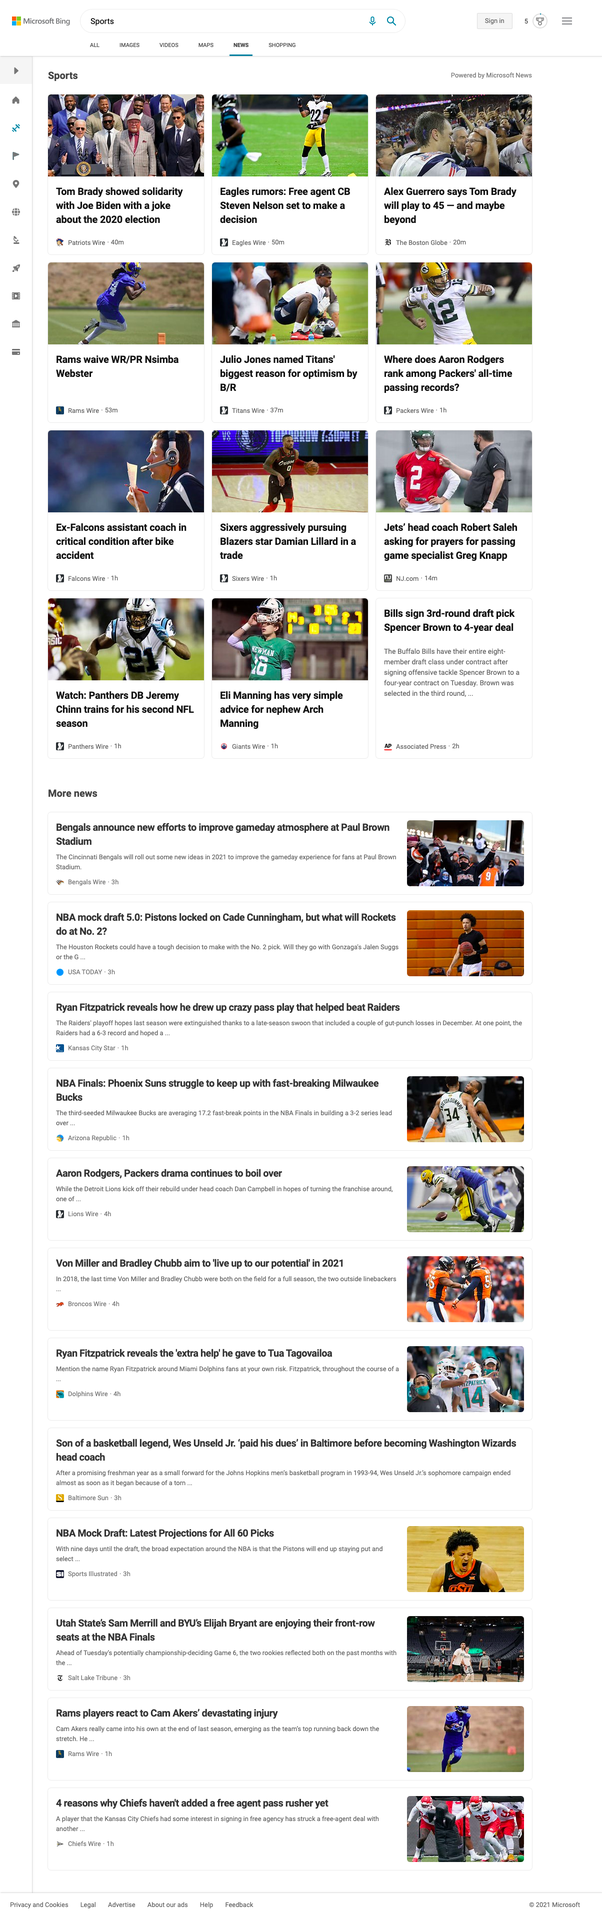 Microsoft Bing
Sports
Sign in
5
ALL
IMAGES
VIDEOS
MAPS
NEWS
SHOPPING
Sports
Powered by Microsoft News
Tom Brady showed solidarity
with Joe Biden with a joke
about the 2020 election
Patriots Wire · 40m
22
Eagles rumors: Free agent CB
Steven Nelson set to make a
decision
Eagles Wire · 50m
Alex Guerrero says Tom Brady
will play to 45 — and maybe
beyond
The Boston Globe · 20m
Rams waive WR/PR Nsimba
Webster
Rams Wire · 53m
Julio Jones named Titans'
biggest reason for optimism by
B/R
Titans Wire · 37m
12
Where does Aaron Rodgers
rank among Packers' all-time
passing records?
Packers Wire · 1h
Ex-Falcons assistant coach in
critical condition after bike
accident
Falcons Wire · 1h
0
Sixers aggressively pursuing
Blazers star Damian Lillard in a
trade
Sixers Wire · 1h
2
Jets' head coach Robert Saleh
asking for prayers for passing
game specialist Greg Knapp
NJ.com · 14m
21
Watch: Panthers DB Jeremy
Chinn trains for his second NFL
season
Panthers Wire · 1h
16
Eli Manning has very simple
advice for nephew Arch
Manning
Giants Wire · 1h
Bills sign 3rd-round draft pick
Spencer Brown to 4-year deal
The Buffalo Bills have their entire eight-
member draft class under contract after
signing offensive tackle Spencer Brown to a
four-year contract on Tuesday. Brown was
selected in the third round, ...
AP
Associated Press · 2h
More news
Bengals announce new efforts to improve gameday atmosphere at Paul Brown
Stadium
The Cincinnati Bengals will roll out some new ideas in 2021 to improve the gameday experience for fans at Paul Brown
Stadium.
Bengals Wire · 3h
9
NBA mock draft 5.0: Pistons locked on Cade Cunningham, but what will Rockets
do at No. 2?
The Houston Rockets could have a tough decision to make with the No. 2 pick. Will they go with Gonzaga's Jalen Suggs
or the G ...
USA TODAY · 3h
Ryan Fitzpatrick reveals how he drew up crazy pass play that helped beat Raiders
The Raiders' playoff hopes last season were extinguished thanks to a late-season swoon that included a couple of gut-punch losses in December. At one point, the
Raiders had a 6-3 record and hoped a ...
Kansas City Star · 1h
NBA Finals: Phoenix Suns struggle to keep up with fast-breaking Milwaukee
Bucks
The third-seeded Milwaukee Bucks are averaging 17.2 fast-break points in the NBA Finals in building a 3-2 series lead
over ...
Arizona Republic · 1h
34
Aaron Rodgers, Packers drama continues to boil over
While the Detroit Lions kick off their rebuild under head coach Dan Campbell in hopes of turning the franchise around,
one of ...
Lions Wire · 4h
Von Miller and Bradley Chubb aim to 'live up to our potential' in 2021
In 2018, the last time Von Miller and Bradley Chubb were both on the field for a full season, the two outside linebackers
...
Broncos Wire · 4h
Ryan Fitzpatrick reveals the 'extra help' he gave to Tua Tagovailoa
Mention the name Ryan Fitzpatrick around Miami Dolphins fans at your own risk. Fitzpatrick, throughout the course of a
...
Dolphins Wire · 4h
14
Son of a basketball legend, Wes Unseld Jr. 'paid his dues' in Baltimore before becoming Washington Wizards
head coach
After a promising freshman year as a small forward for the Johns Hopkins men's basketball program in 1993-94, Wes Unseld Jr.'s sophomore campaign ended
almost as soon as it began because of a torn ...
Baltimore Sun · 3h
NBA Mock Draft: Latest Projections for All 60 Picks
With nine days until the draft, the broad expectation around the NBA is that the Pistons will end up staying put and
select ...
Sports Illustrated · 3h
Utah State's Sam Merrill and BYU's Elijah Bryant are enjoying their front-row
seats at the NBA Finals
Ahead of Tuesday's potentially championship-deciding Game 6, the two rookies reflected both on the past months with
the ...
Salt Lake Tribune · 3h
Rams players react to Cam Akers' devastating injury
Cam Akers really came into his own at the end of last season, emerging as the team's top running back down the
stretch. He ...
Rams Wire · 1h
4 reasons why Chiefs haven't added a free agent pass rusher yet
A player that the Kansas City Chiefs had some interest in signing in free agency has struck a free-agent deal with
another ...
Chiefs Wire · 1h
Privacy and Cookies
Legal
Advertise
About our ads
Help
Feedback
© 2021 Microsoft